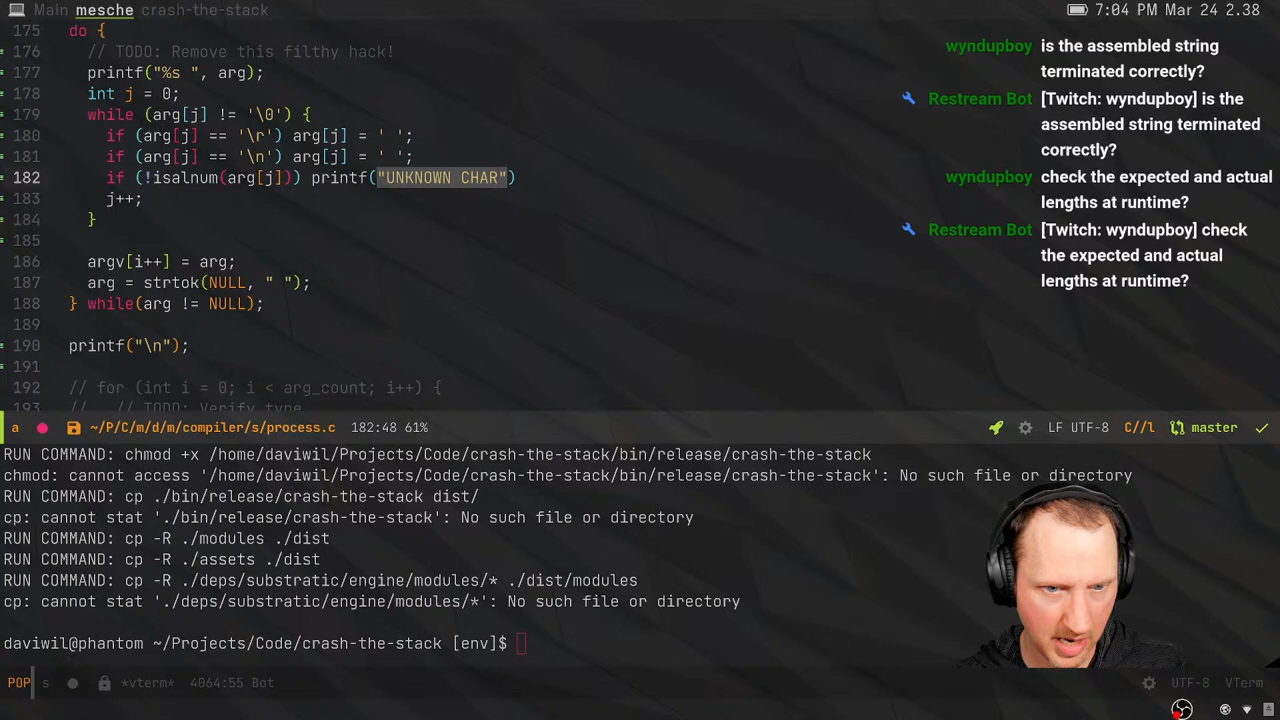 Main mesche crash-the-stack
7:04 PM Mar 24 2.38
175 do {
176 // TODO: Remove this filthy hack!
177 printf("%s ", arg);
178 int j = 0;
179 while (arg[j] != '\0') {
180 if (arg[j] == '\r') arg[j] = ' ';
181 if (arg[j] == '\n') arg[j] = ' ';
182 if (!isalnum(arg[j])) printf("UNKNOWN CHAR")
183 j++;
184 }
185
186 argv[i++] = arg;
187 arg = strtok(NULL, " ");
188 } while(arg != NULL);
189
190 printf("\n");
191
192 // for (int i = 0; i < arg_count; i++) {
193 // // TODO: Verify type
wyndupboy is the assembled string
terminated correctly?
Restream Bot [Twitch: wyndupboy] is the
assembled string terminated
correctly?
wyndupboy check the expected and actual
lengths at runtime?
Restream Bot [Twitch: wyndupboy] check
the expected and actual
lengths at runtime?
a ~/P/C/m/d/m/compiler/s/process.c 182:48 61% LF UTF-8 C//l master
RUN COMMAND: chmod +x /home/daviwil/Projects/Code/crash-the-stack/bin/release/crash-the-stack
chmod: cannot access '/home/daviwil/Projects/Code/crash-the-stack/bin/release/crash-the-stack': No such file or directory
RUN COMMAND: cp ./bin/release/crash-the-stack dist/
cp: cannot stat './bin/release/crash-the-stack': No such file or directory
RUN COMMAND: cp -R ./modules ./dist
RUN COMMAND: cp -R ./assets ./dist
RUN COMMAND: cp -R ./deps/substratic/engine/modules/* ./dist/modules
cp: cannot stat './deps/substratic/engine/modules/*': No such file or directory
daviwil@phantom ~/Projects/Code/crash-the-stack [env]$
POP s *vterm* 4064:55 Bot UTF-8 VTerm